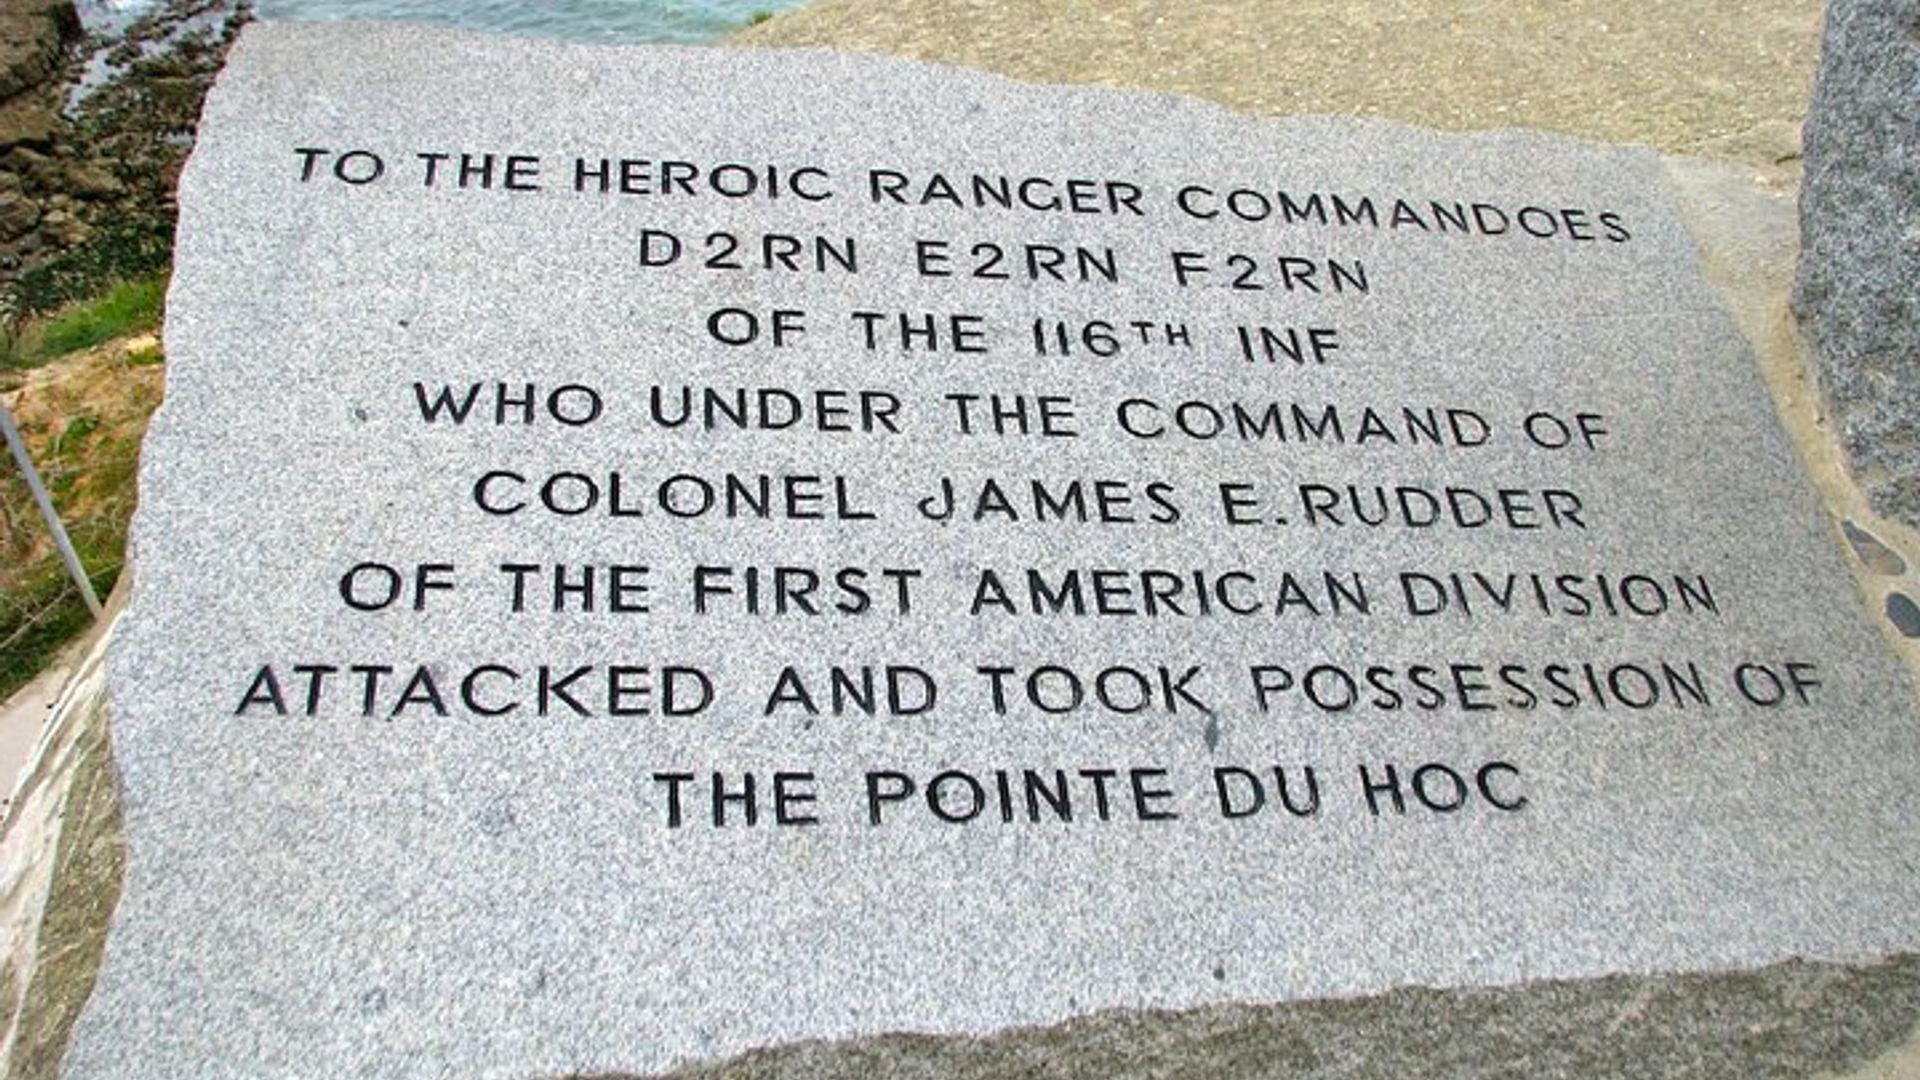 TO THE HEROIC RANGER COMMANDOES
D2RN E2RN F2RN
OF THE 116TH INF
WHO UNDER THE COMMAND OF
COLONEL JAMES E.RUDDER
OF THE FIRST AMERICAN DIVISION
ATTACKED AND TOOK POSSESSION OF
THE POINTE DU HOC